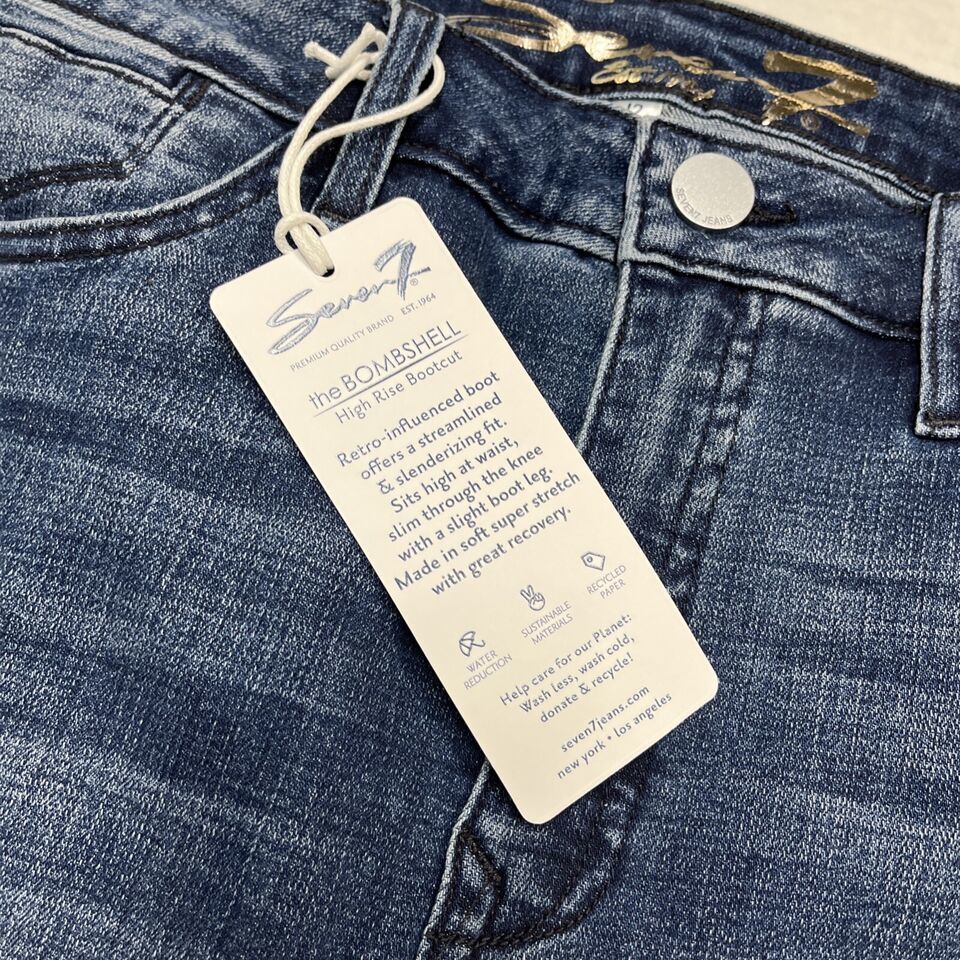 Seven7
®
12
SEVEN7 JEANS
Seven7®
PREMIUM QUALITY BRAND EST. 1964
the BOMBSHELL
High Rise Bootcut
Retro-influenced boot
offers a streamlined
& slenderizing fit.
Sits high at waist,
slim through the knee
with a slight boot leg.
Made in soft super stretch
with great recovery.
WATER
REDUCTION
SUSTAINABLE
MATERIALS
RECYCLED
PAPER
Help care for our Planet:
Wash less, wash cold,
donate & recycle!
seven7jeans.com
new york • los angeles